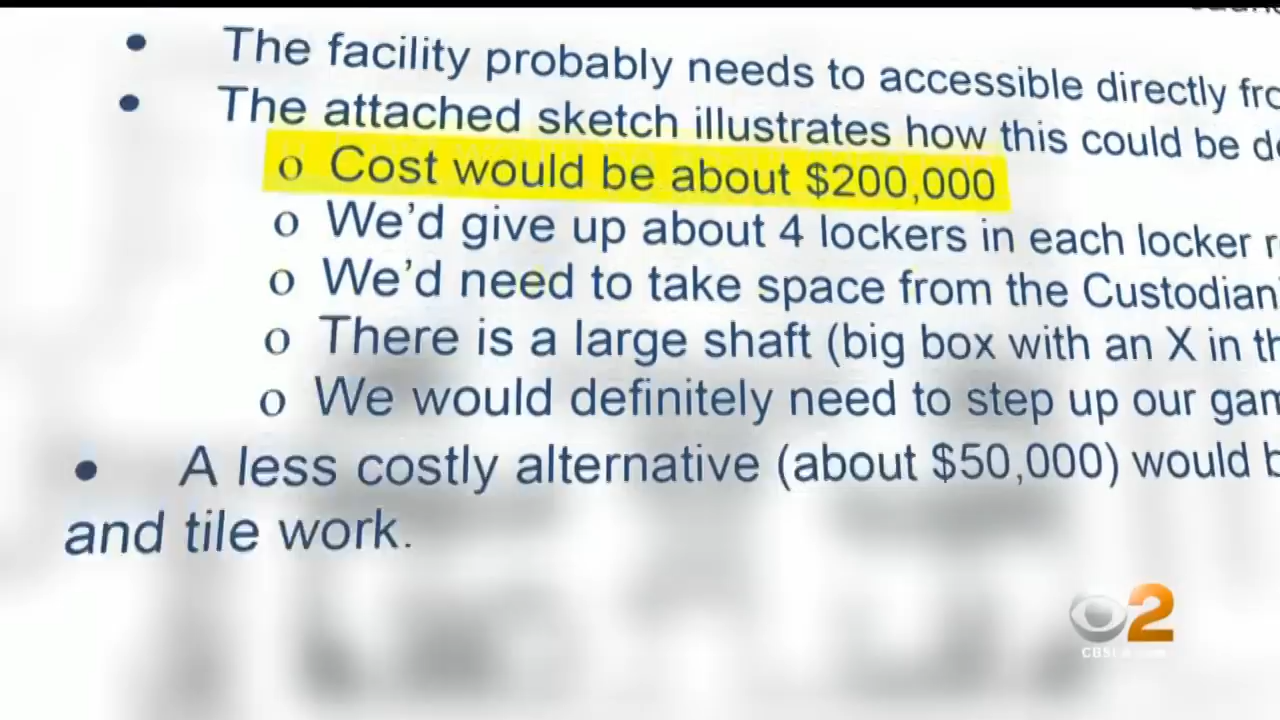 • The facility probably needs to accessible directly fro
• The attached sketch illustrates how this could be d
o Cost would be about $200,000
o We'd give up about 4 lockers in each locker r
o We'd need to take space from the Custodian'
o There is a large shaft (big box with an X in th
o We would definitely need to step up our gam
• A less costly alternative (about $50,000) would b
and tile work.
2
CBSLA.com